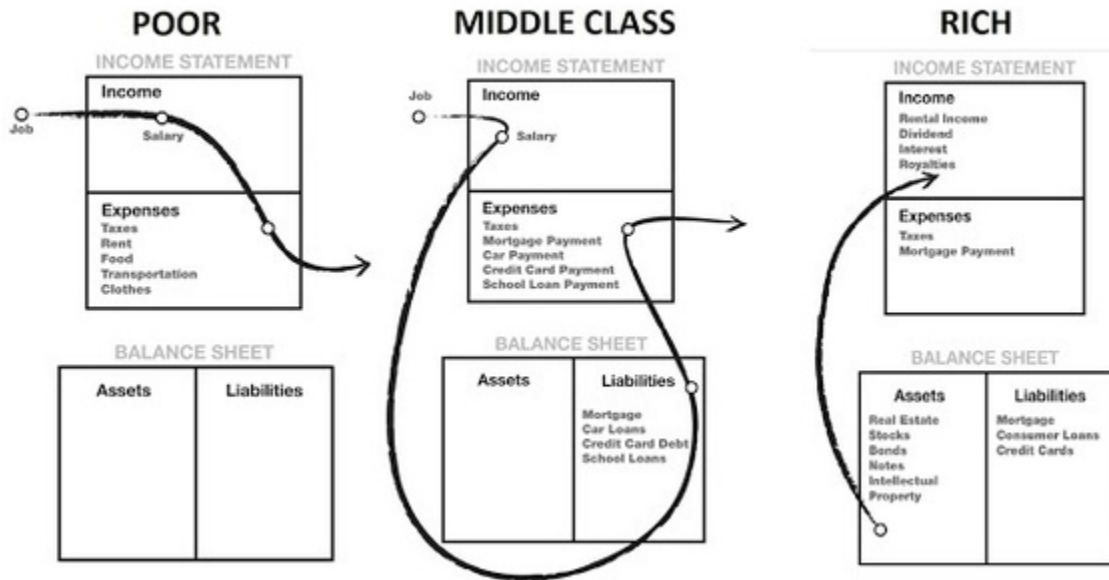 POOR
INCOME STATEMENT
Income
Job
Salary
Expenses
Taxes
Rent
Food
Transportation
Clothes
BALANCE SHEET
Assets
Liabilities
MIDDLE CLASS
INCOME STATEMENT
Job
Income
Salary
Expenses
Taxes
Mortgage Payment
Car Payment
Credit Card Payment
School Loan Payment
BALANCE SHEET
Assets
Liabilities
Mortgage
Car Loans
Credit Card Debt
School Loans
RICH
INCOME STATEMENT
Income
Rental Income
Dividend
Interest
Royalties
Expenses
Taxes
Mortgage Payment
BALANCE SHEET
Assets
Real Estate
Stocks
Bonds
Notes
Intellectual
Property
Liabilities
Mortgage
Consumer Loans
Credit Cards